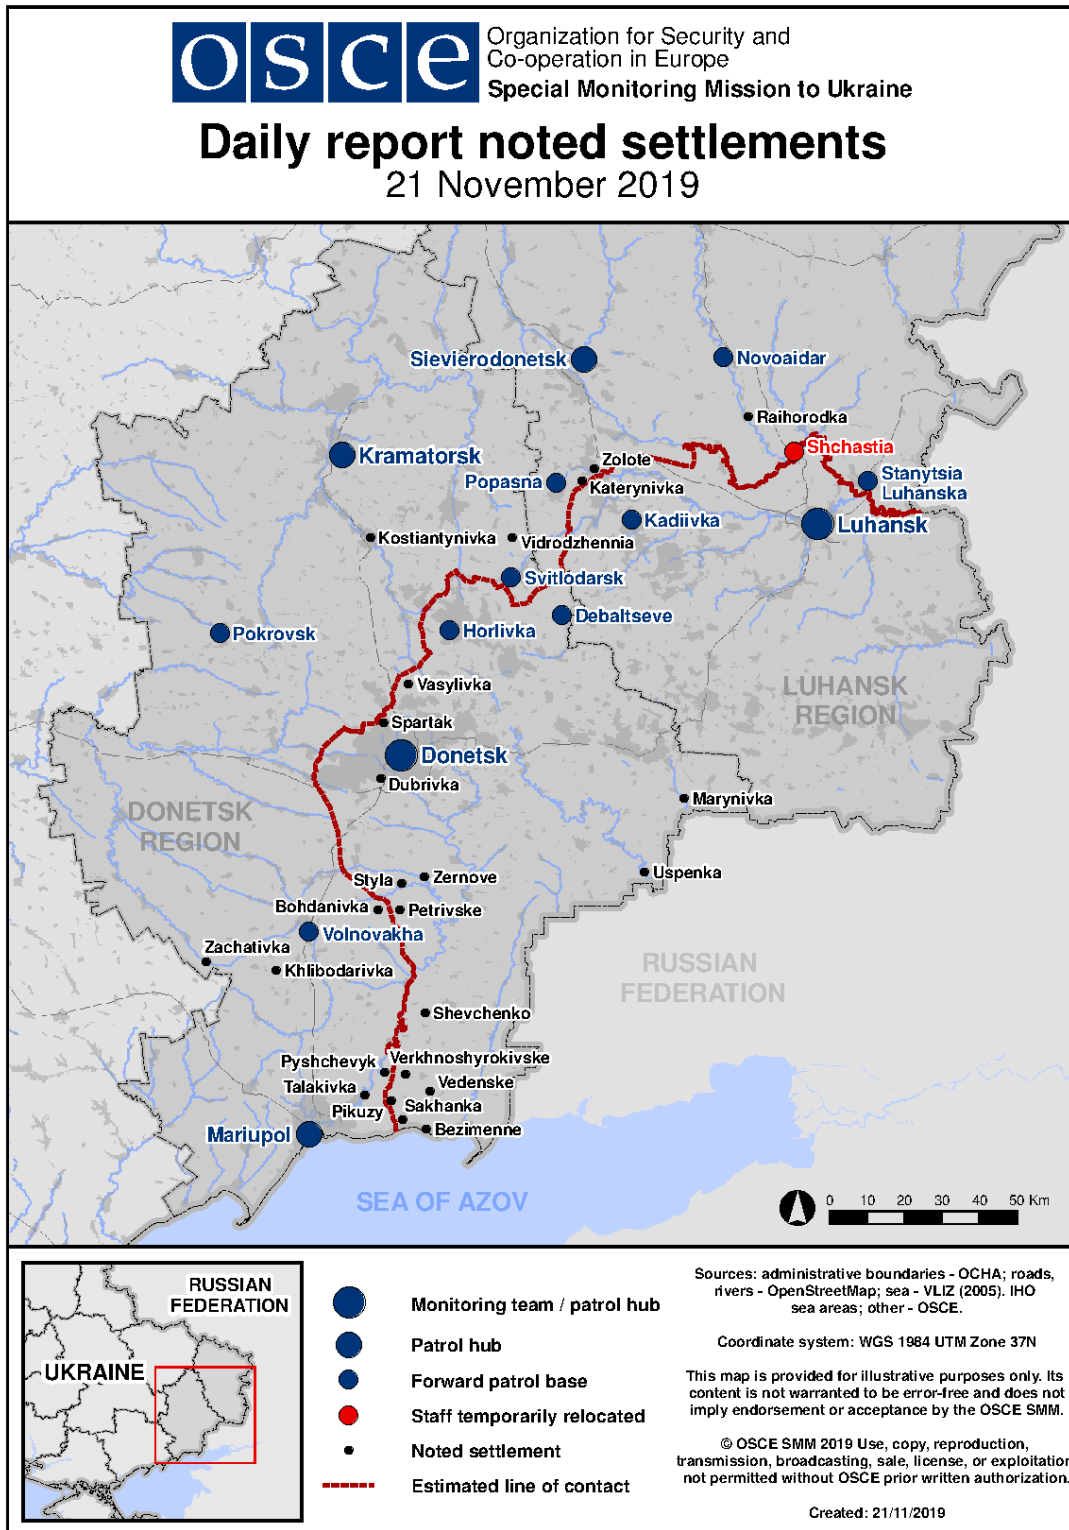 osce
Organization for Security and
Co-operation in Europe
Special Monitoring Mission to Ukraine
Daily report noted settlements
21 November 2019
Sievierodonetsk
Novoaidar
Raihorodka
Shchastia
Kramatorsk
Zolote
Popasna
Katerynivka
Stanytsia
Luhanska
Kadiivka
Luhansk
Kostiantynivka
Vidrodzhennia
Svitlodarsk
Debaltseve
Pokrovsk
Horlivka
Vasylivka
LUHANSK
REGION
Spartak
Donetsk
Dubrivka
Marynivka
DONETSK
REGION
Styla
Zernove
Uspenka
Bohdanivka
Petrivske
Volnovakha
Zachativka
Khlibodarivka
RUSSIAN
FEDERATION
Shevchenko
Pyshchevyk
Verkhnoshyrokivske
Talakivka
Vedenske
Pikuzy
Sakhanka
Mariupol
Bezimenne
SEA OF AZOV
0 10 20 30 40 50 Km
RUSSIAN
FEDERATION
UKRAINE
Monitoring team / patrol hub
Patrol hub
Forward patrol base
Staff temporarily relocated
Noted settlement
Estimated line of contact
Sources: administrative boundaries - OCHA; roads,
rivers - OpenStreetMap; sea - VLIZ (2005). IHO
sea areas; other - OSCE.
Coordinate system: WGS 1984 UTM Zone 37N
This map is provided for illustrative purposes only. Its
content is not warranted to be error-free and does not
imply endorsement or acceptance by the OSCE SMM.
© OSCE SMM 2019 Use, copy, reproduction,
transmission, broadcasting, sale, license, or exploitation
not permitted without OSCE prior written authorization.
Created: 21/11/2019